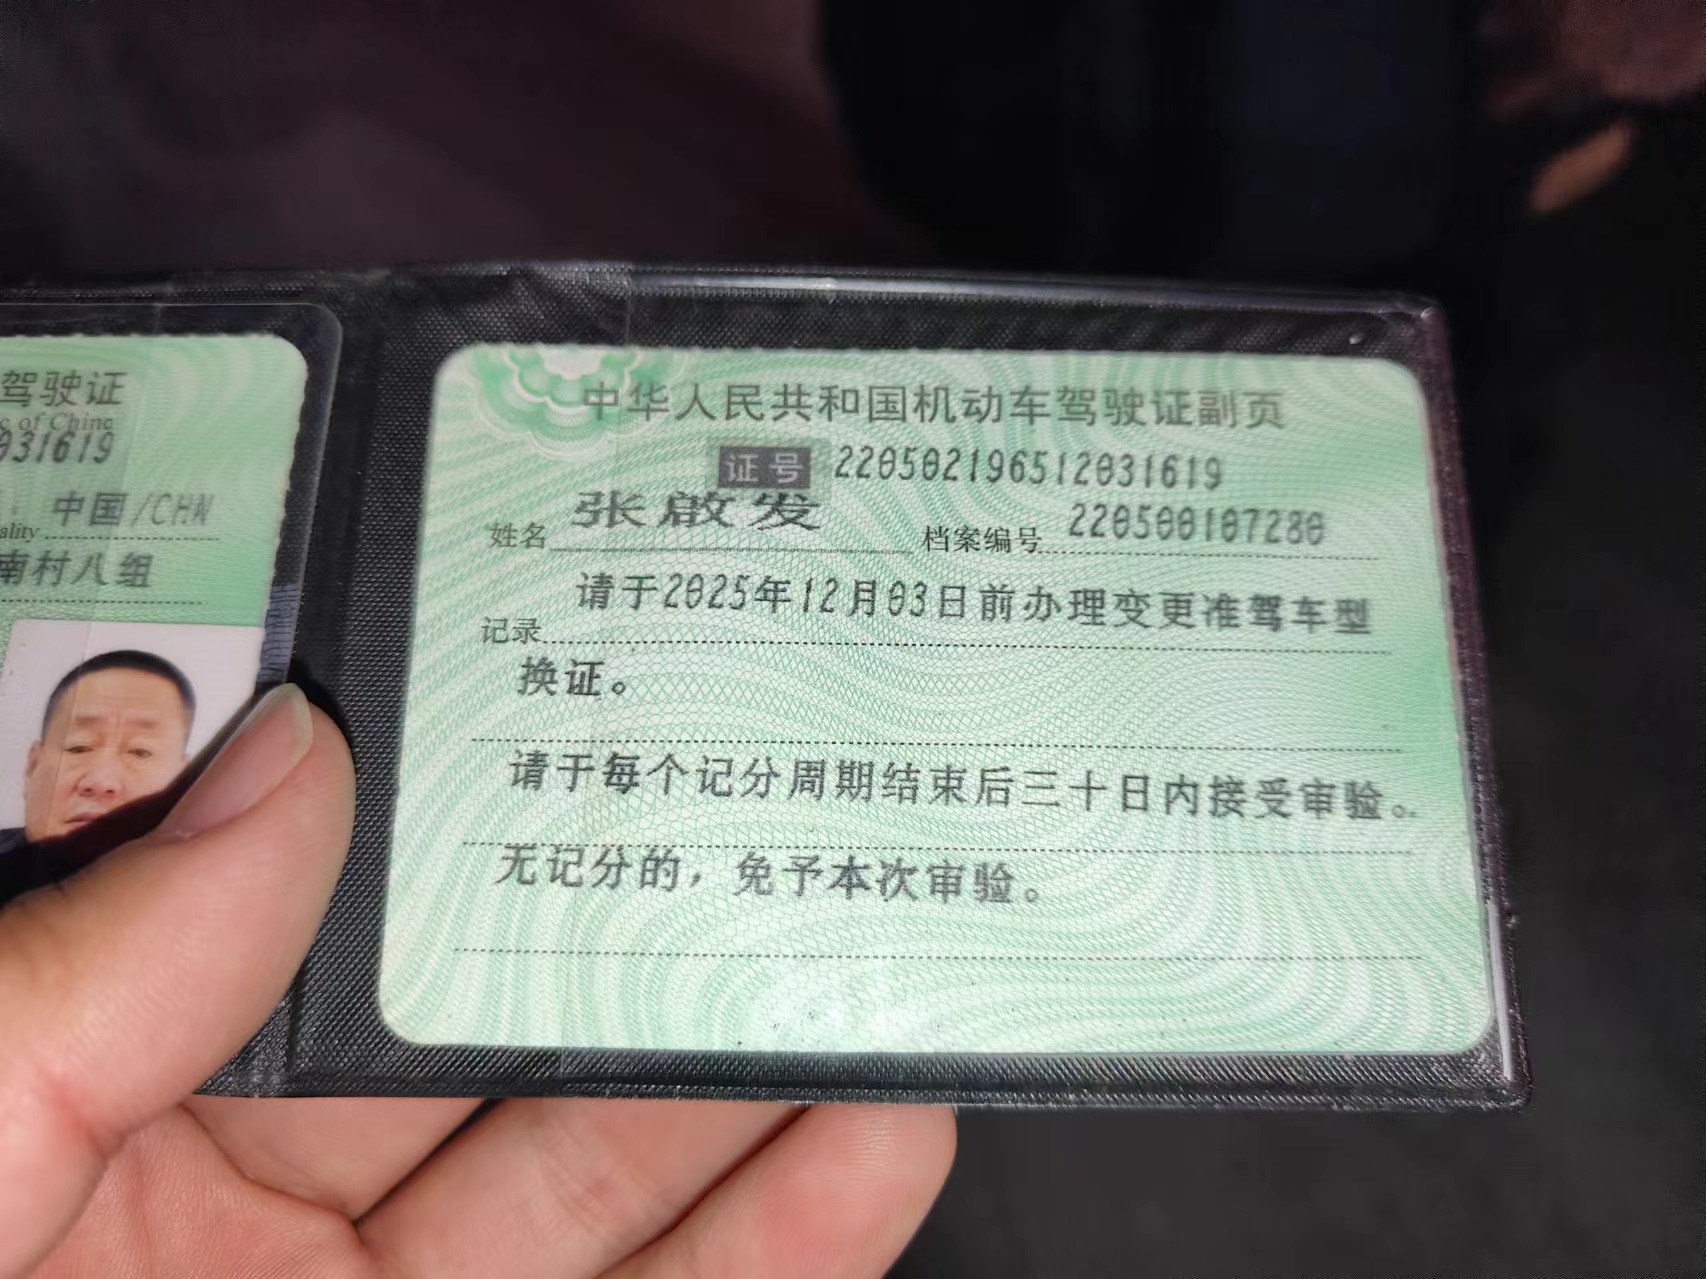 驾驶证
c of China
031619
中国/CHN
ality
南村八组
中华人民共和国机动车驾驶证副页
证号 220502196512031619
姓名 张啟发 档案编号 220500107280
请于2025年12月03日前办理变更准驾车型
记录
换证。
请于每个记分周期结束后三十日内接受审验。
无记分的，免予本次审验。